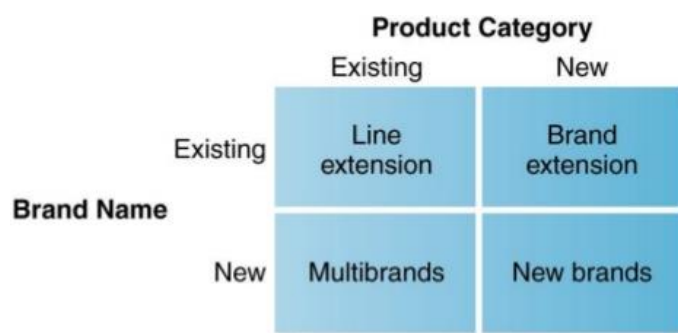 Product Category
Existing New
Existing
Line
extension
Brand
extension
Brand Name
New
Multibrands
New brands